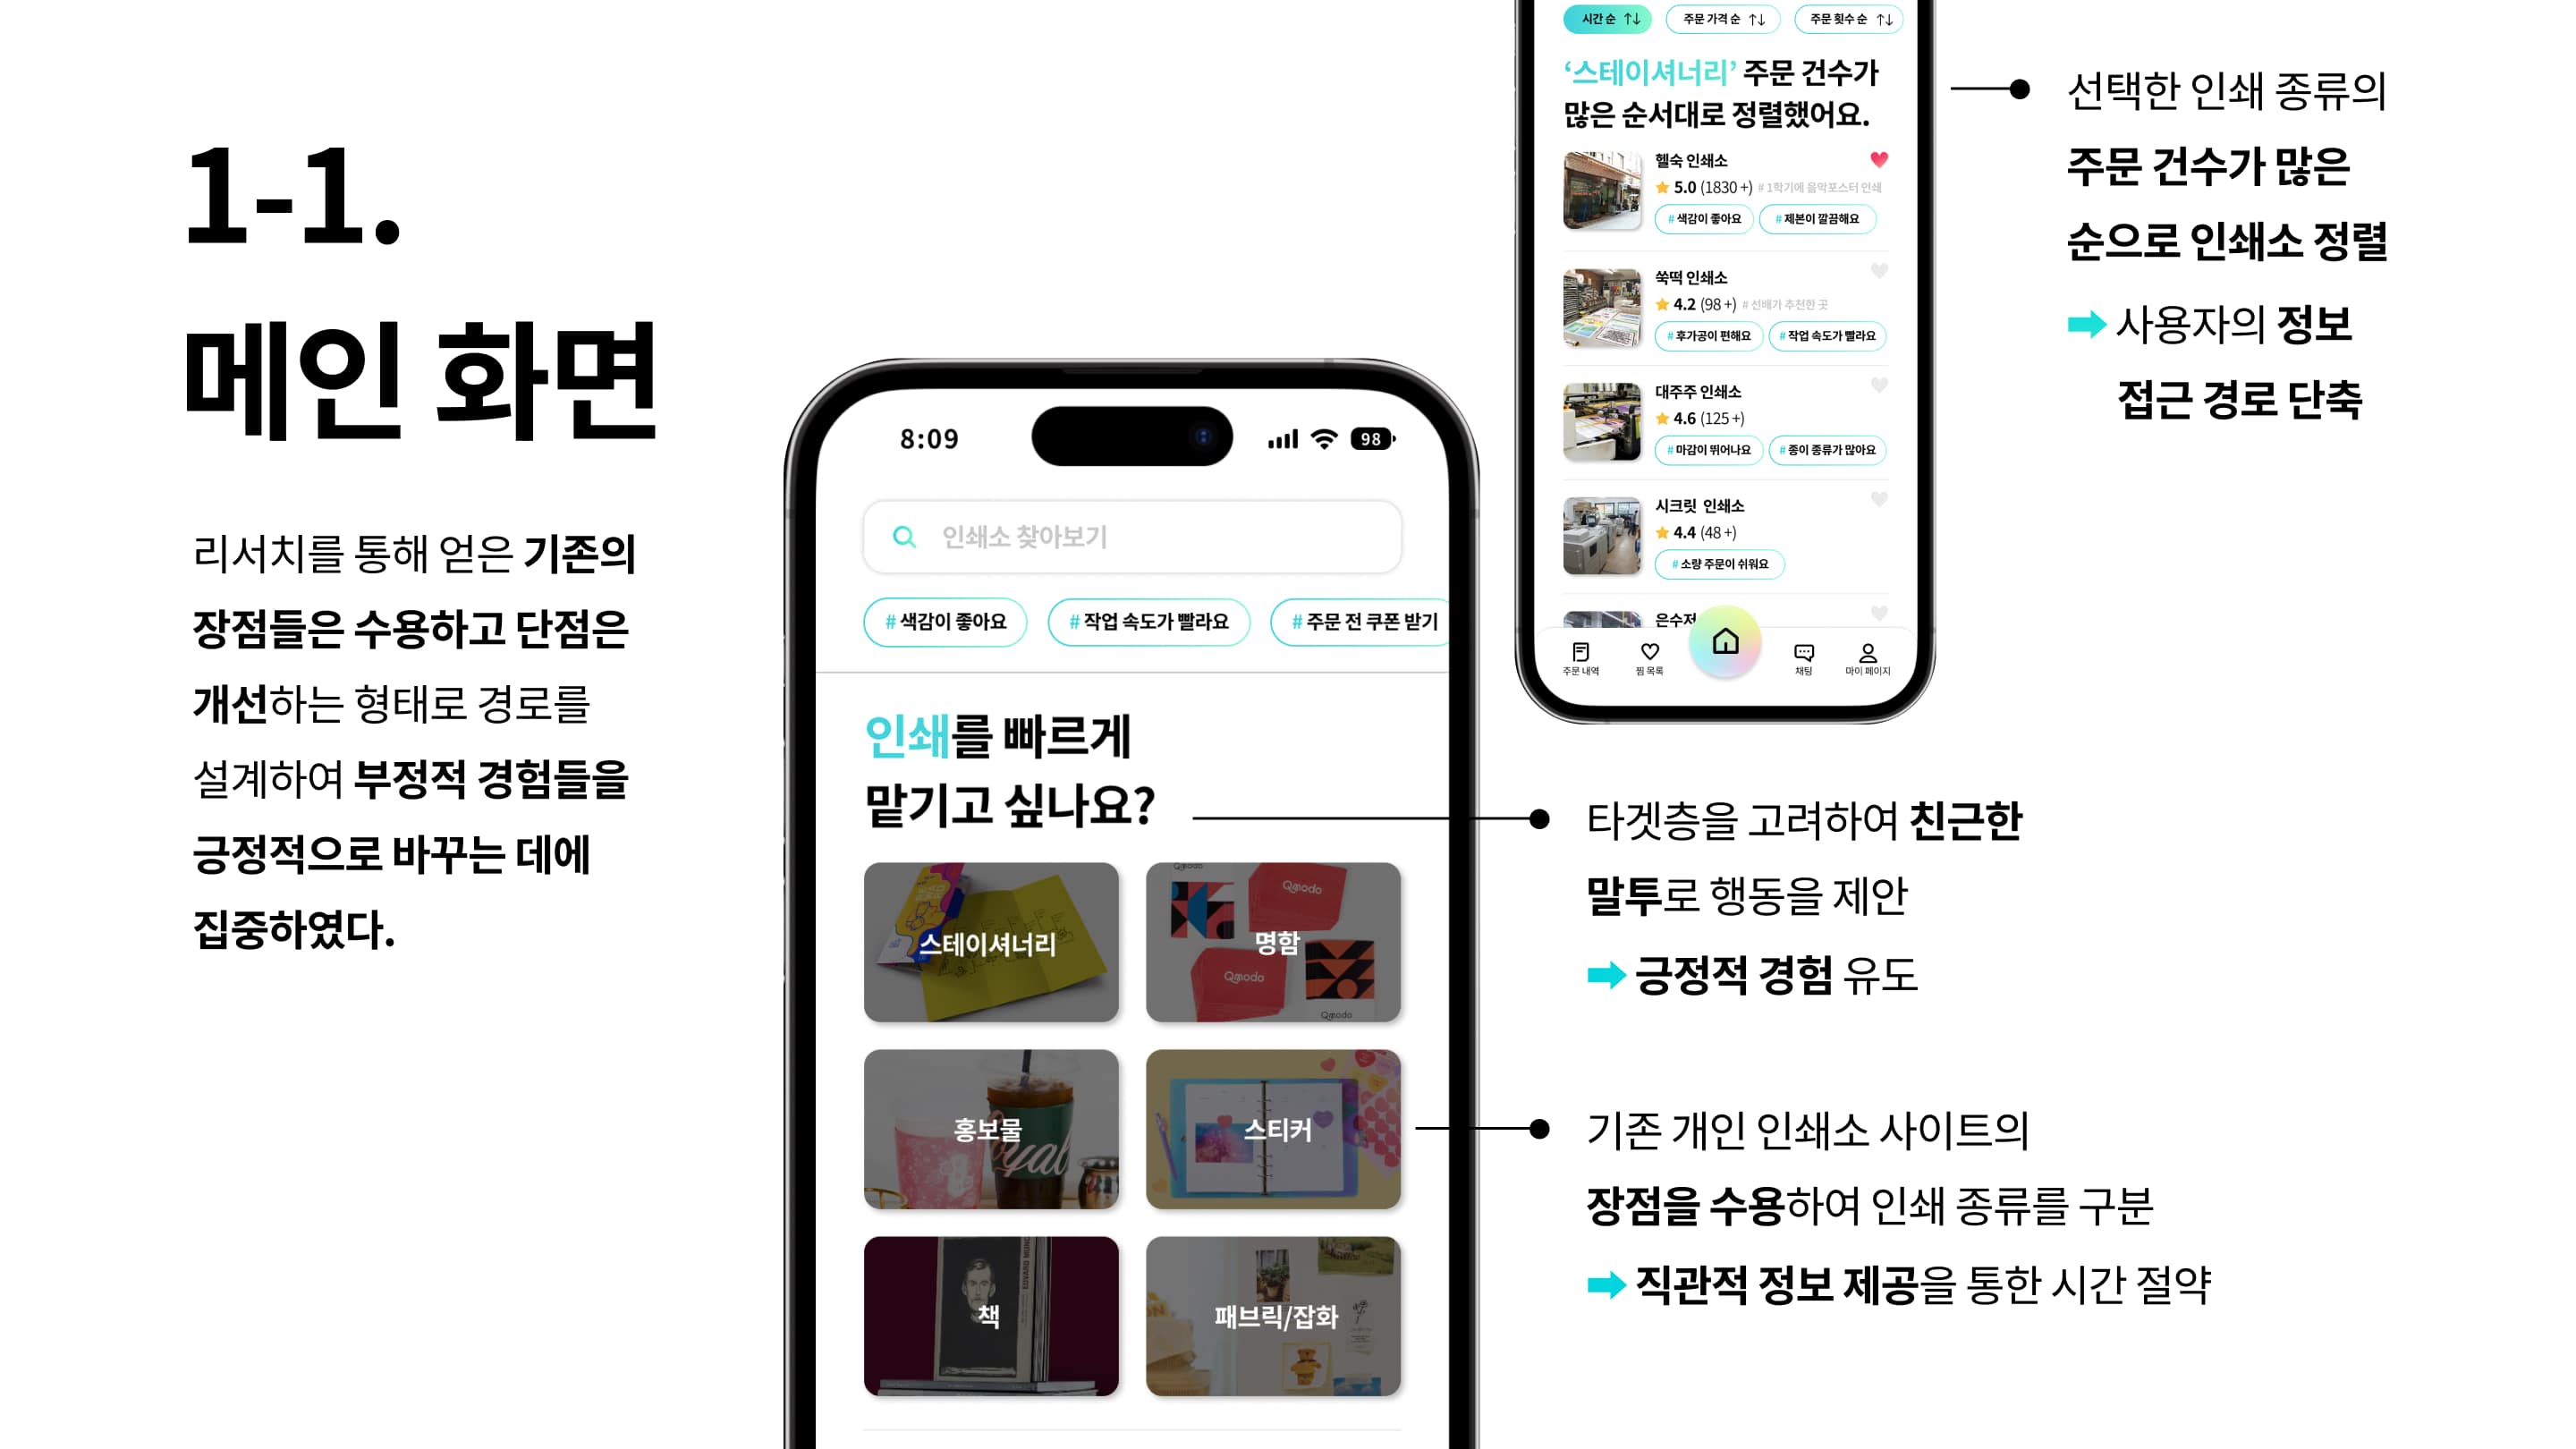 1-1.
메인 화면
리서치를 통해 얻은 기존의
장점들은 수용하고 단점은
개선하는 형태로 경로를
설계하여 부정적 경험들을
긍정적으로 바꾸는 데에
집중하였다.
8:09
98
인쇄소 찾아보기
# 색감이 좋아요
# 작업 속도가 빨라요
# 주문 전 쿠폰 받기
인쇄를 빠르게
맡기고 싶나요?
스테이셔너리
명함
Qmodo
Qmodo
Qmodo
Qmodo
홍보물
스티커
책
EDVARD MUNCH
패브릭/잡화
시간 순 ↑↓
주문 가격 순 ↑↓
주문 횟수 순 ↑↓
‘스테이셔너리’ 주문 건수가
많은 순서대로 정렬했어요.
헬숙 인쇄소
5.0 (1830 +) # 1학기에 음악포스터 인쇄
# 색감이 좋아요
# 제본이 깔끔해요
쑥떡 인쇄소
4.2 (98 +) # 선배가 추천한 곳
# 후가공이 편해요
# 작업 속도가 빨라요
대주주 인쇄소
4.6 (125 +)
# 마감이 뛰어나요
# 종이 종류가 많아요
시크릿 인쇄소
4.4 (48 +)
# 소량 주문이 쉬워요
은수저
주문 내역
찜 목록
채팅
마이 페이지
선택한 인쇄 종류의
주문 건수가 많은
순으로 인쇄소 정렬
➡ 사용자의 정보
접근 경로 단축
타겟층을 고려하여 친근한
말투로 행동을 제안
➡ 긍정적 경험 유도
기존 개인 인쇄소 사이트의
장점을 수용하여 인쇄 종류를 구분
➡ 직관적 정보 제공을 통한 시간 절약